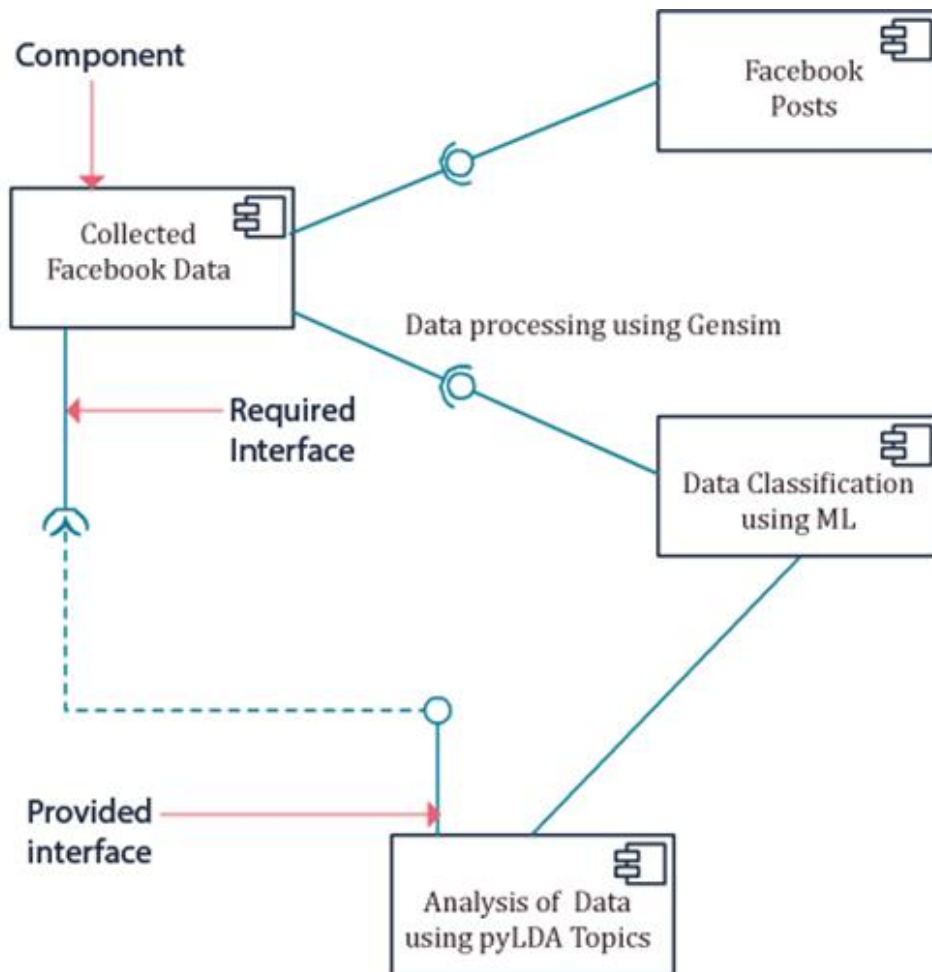 Component
Facebook
Posts
Collected
Facebook Data
Data processing using Gensim
Required
Interface
Data Classification
using ML
Provided
interface
Analysis of Data
using pyLDA Topics